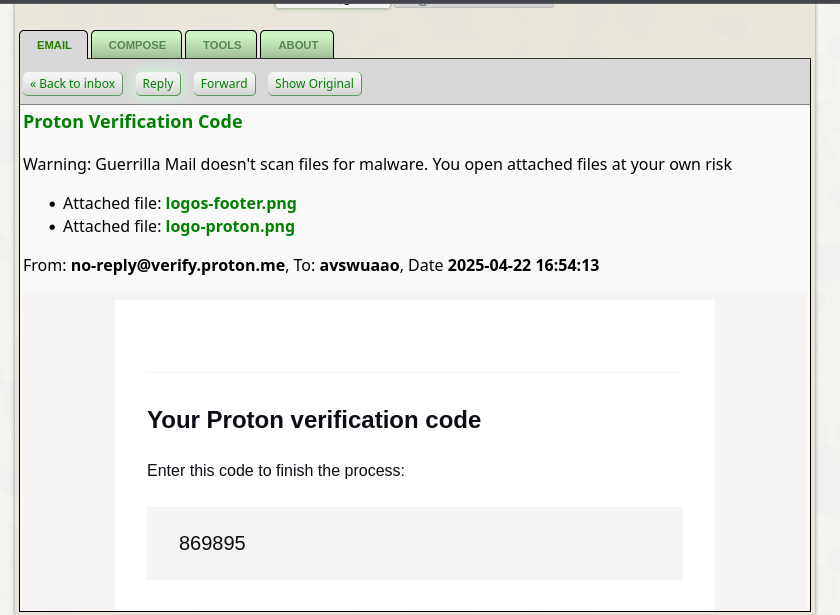 EMAIL COMPOSE TOOLS ABOUT
« Back to inbox Reply Forward Show Original
Proton Verification Code
Warning: Guerrilla Mail doesn't scan files for malware. You open attached files at your own risk
• Attached file: logos-footer.png
• Attached file: logo-proton.png
From: no-reply@verify.proton.me, To: avswuaao, Date 2025-04-22 16:54:13
Your Proton verification code
Enter this code to finish the process:
869895